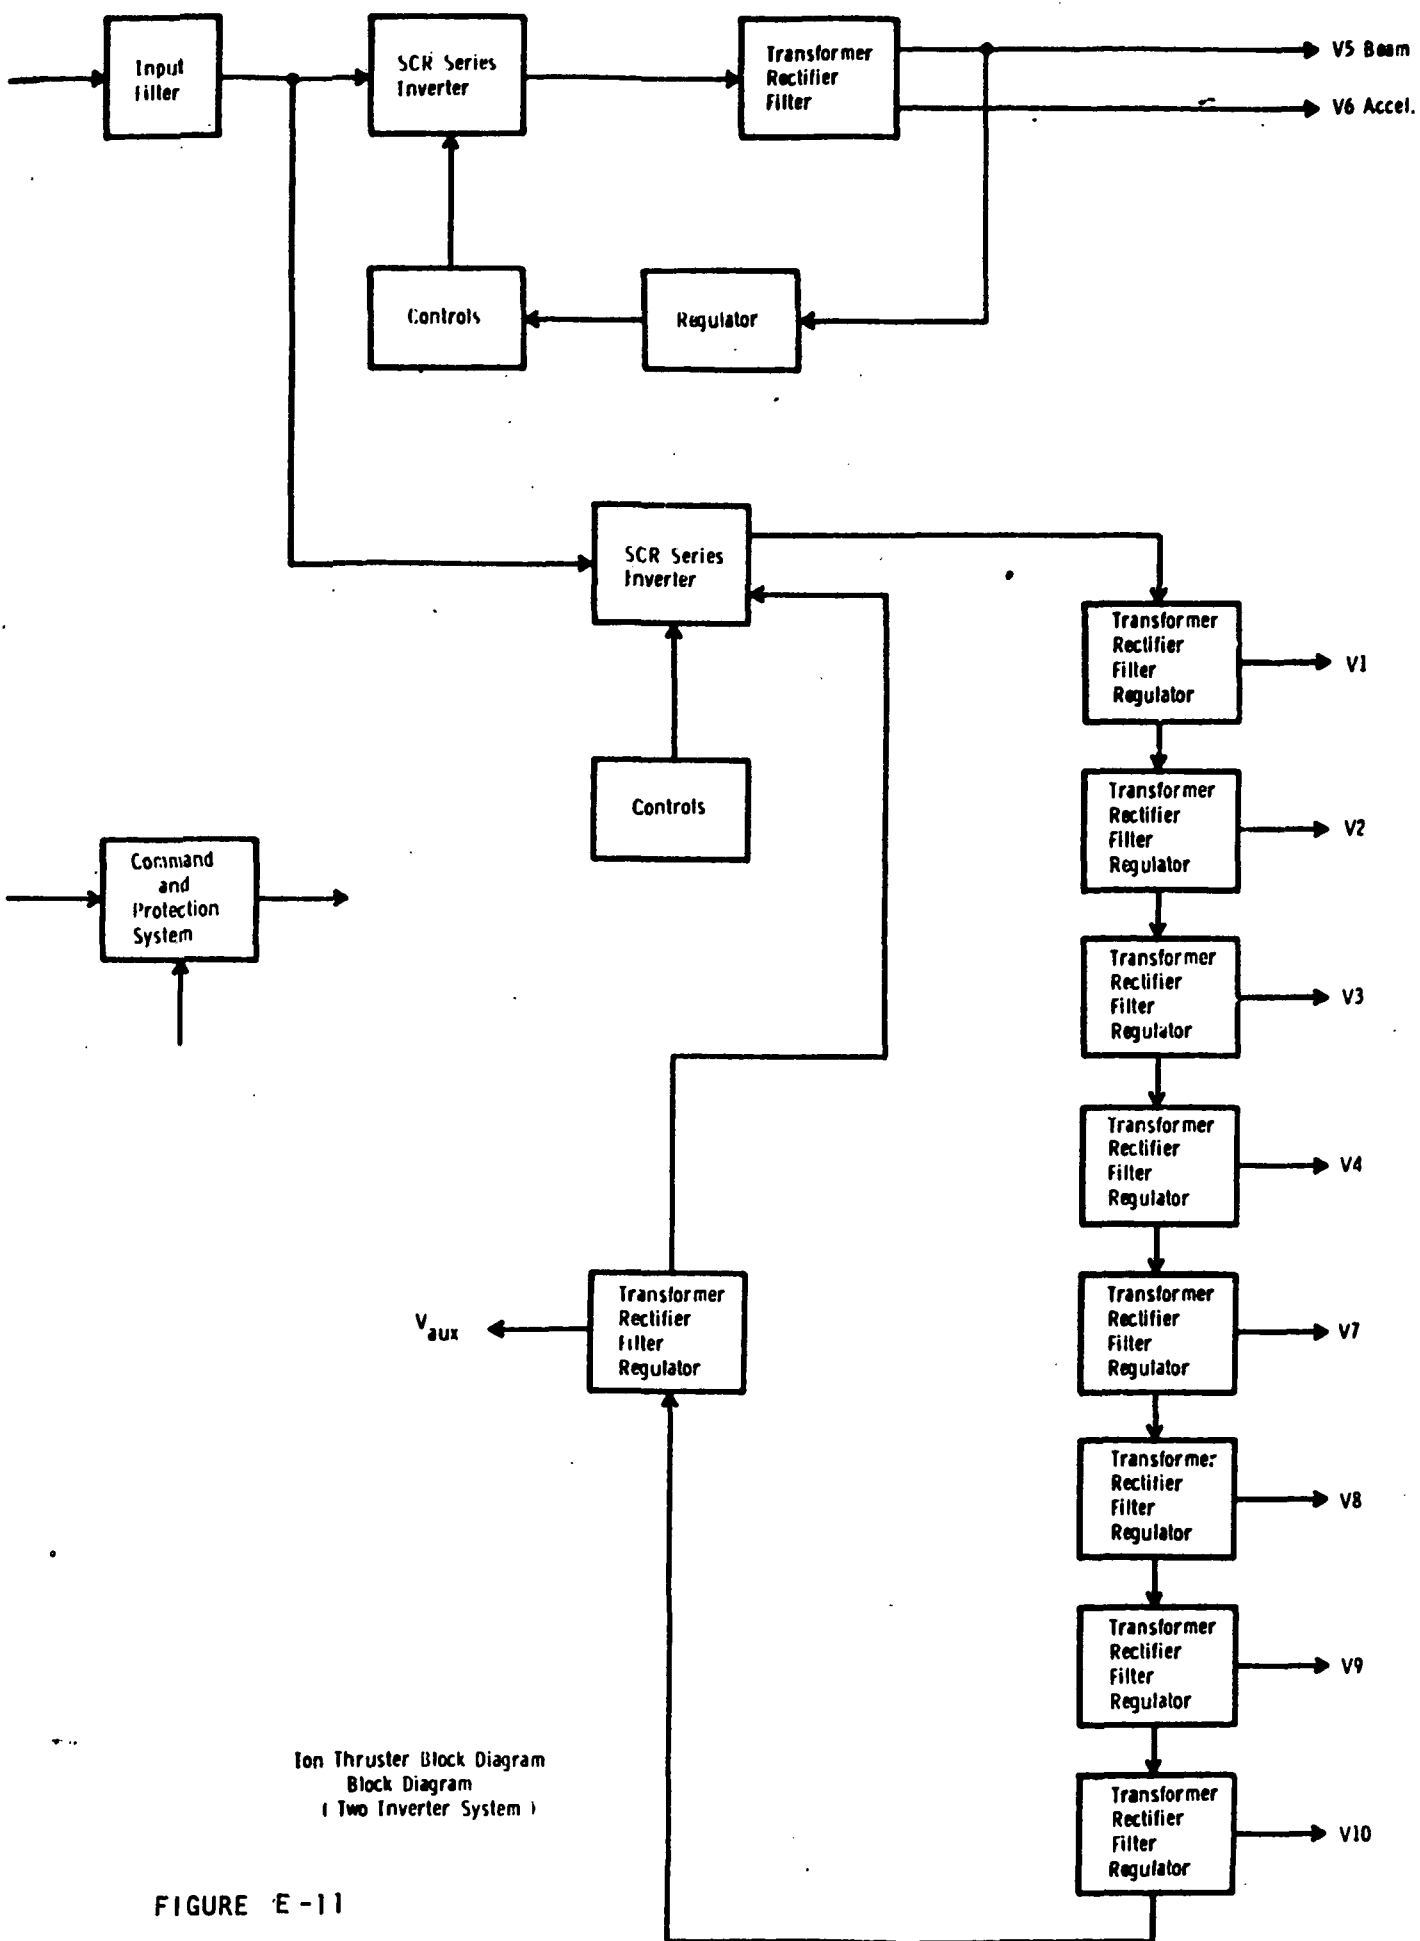 Input
Filter
SCR Series
Inverter
Transformer
Rectifier
Filter
V5 Beam
V6 Accel.
Controls
Regulator
SCR Series
Inverter
Transformer
Rectifier
Filter
Regulator
V1
Controls
Transformer
Rectifier
Filter
Regulator
V2
Command
and
Protection
System
Transformer
Rectifier
Filter
Regulator
V3
Transformer
Rectifier
Filter
Regulator
V4
Vaux
Transformer
Rectifier
Filter
Regulator
Transformer
Rectifier
Filter
Regulator
V7
Transformer
Rectifier
Filter
Regulator
V8
Transformer
Rectifier
Filter
Regulator
V9
Transformer
Rectifier
Filter
Regulator
V10
Ion Thruster Block Diagram
Block Diagram
( Two Inverter System )
FIGURE E-11